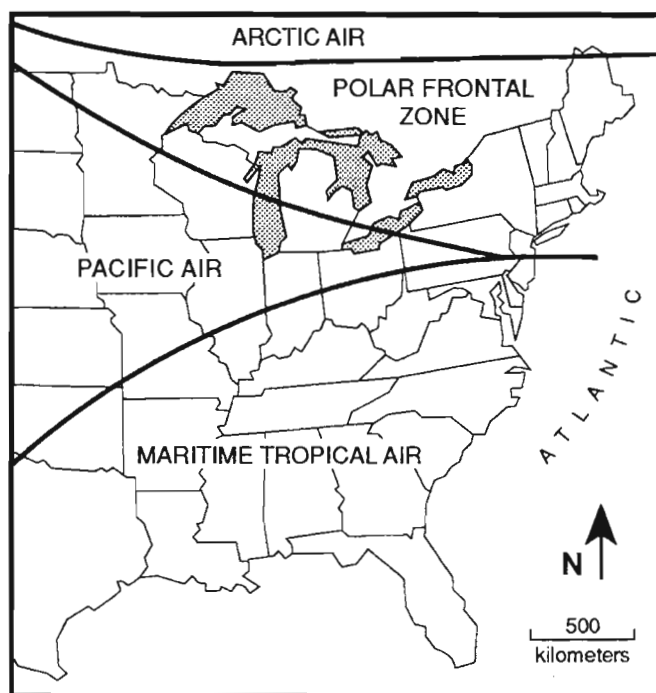 ARCTIC AIR
POLAR FRONTAL
ZONE
PACIFIC AIR
ATLANTIC
MARITIME TROPICAL AIR
N
500
kilometers